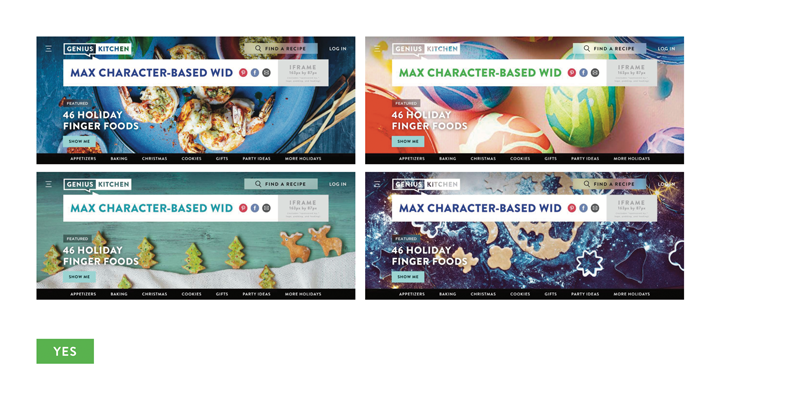 GENIUS KITCHEN
FIND A RECIPE
LOG IN
MAX CHARACTER-BASED WID
IFRAME
165px by 87px
FEATURED
46 HOLIDAY
FINGER FOODS
SHOW ME
APPETIZERS BAKING CHRISTMAS COOKIES GIFTS PARTY IDEAS MORE HOLIDAYS
GENIUS KITCHEN
FIND A RECIPE
LOG IN
MAX CHARACTER-BASED WID
IFRAME
165px by 87px
FEATURED
46 HOLIDAY
FINGER FOODS
SHOW ME
APPETIZERS BAKING CHRISTMAS COOKIES GIFTS PARTY IDEAS MORE HOLIDAYS
GENIUS KITCHEN
FIND A RECIPE
LOG IN
MAX CHARACTER-BASED WID
IFRAME
165px by 87px
FEATURED
46 HOLIDAY
FINGER FOODS
SHOW ME
APPETIZERS BAKING CHRISTMAS COOKIES GIFTS PARTY IDEAS MORE HOLIDAYS
GENIUS KITCHEN
FIND A RECIPE
LOG IN
MAX CHARACTER-BASED WID
IFRAME
165px by 87px
FEATURED
46 HOLIDAY
FINGER FOODS
SHOW ME
APPETIZERS BAKING CHRISTMAS COOKIES GIFTS PARTY IDEAS MORE HOLIDAYS
YES